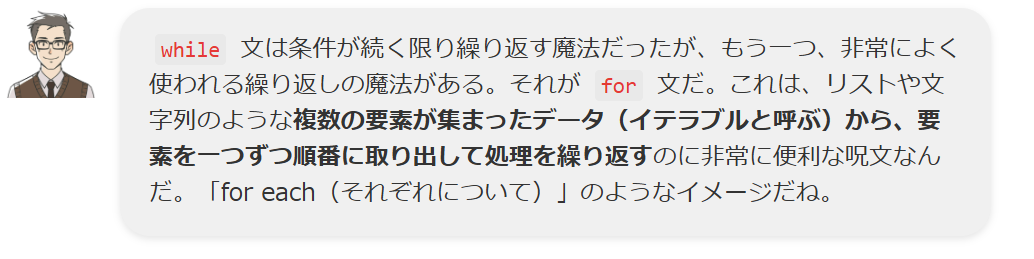 while 文は条件が続く限り繰り返す魔法だったが、もう一つ、非常によく
使われる繰り返しの魔法がある。それが for 文だ。これは、リストや文
字列のような複数の要素が集まったデータ（イテラブルと呼ぶ）から、要
素を一つずつ順番に取り出して処理を繰り返すのに非常に便利な呪文なん
だ。「for each（それぞれについて）」のようなイメージだね。